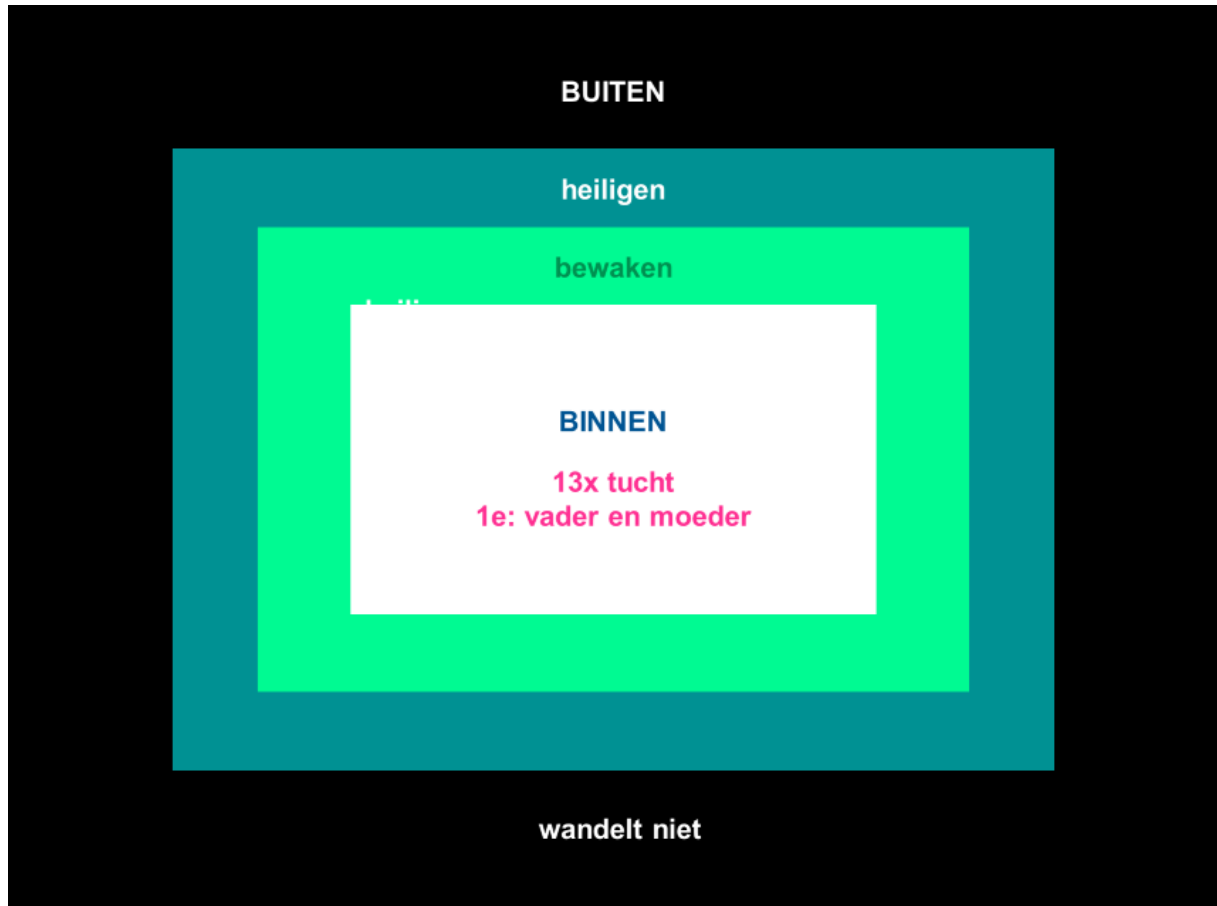 BUITEN
heiligen
bewaken
BINNEN
13x tucht
1e: vader en moeder
wandelt niet